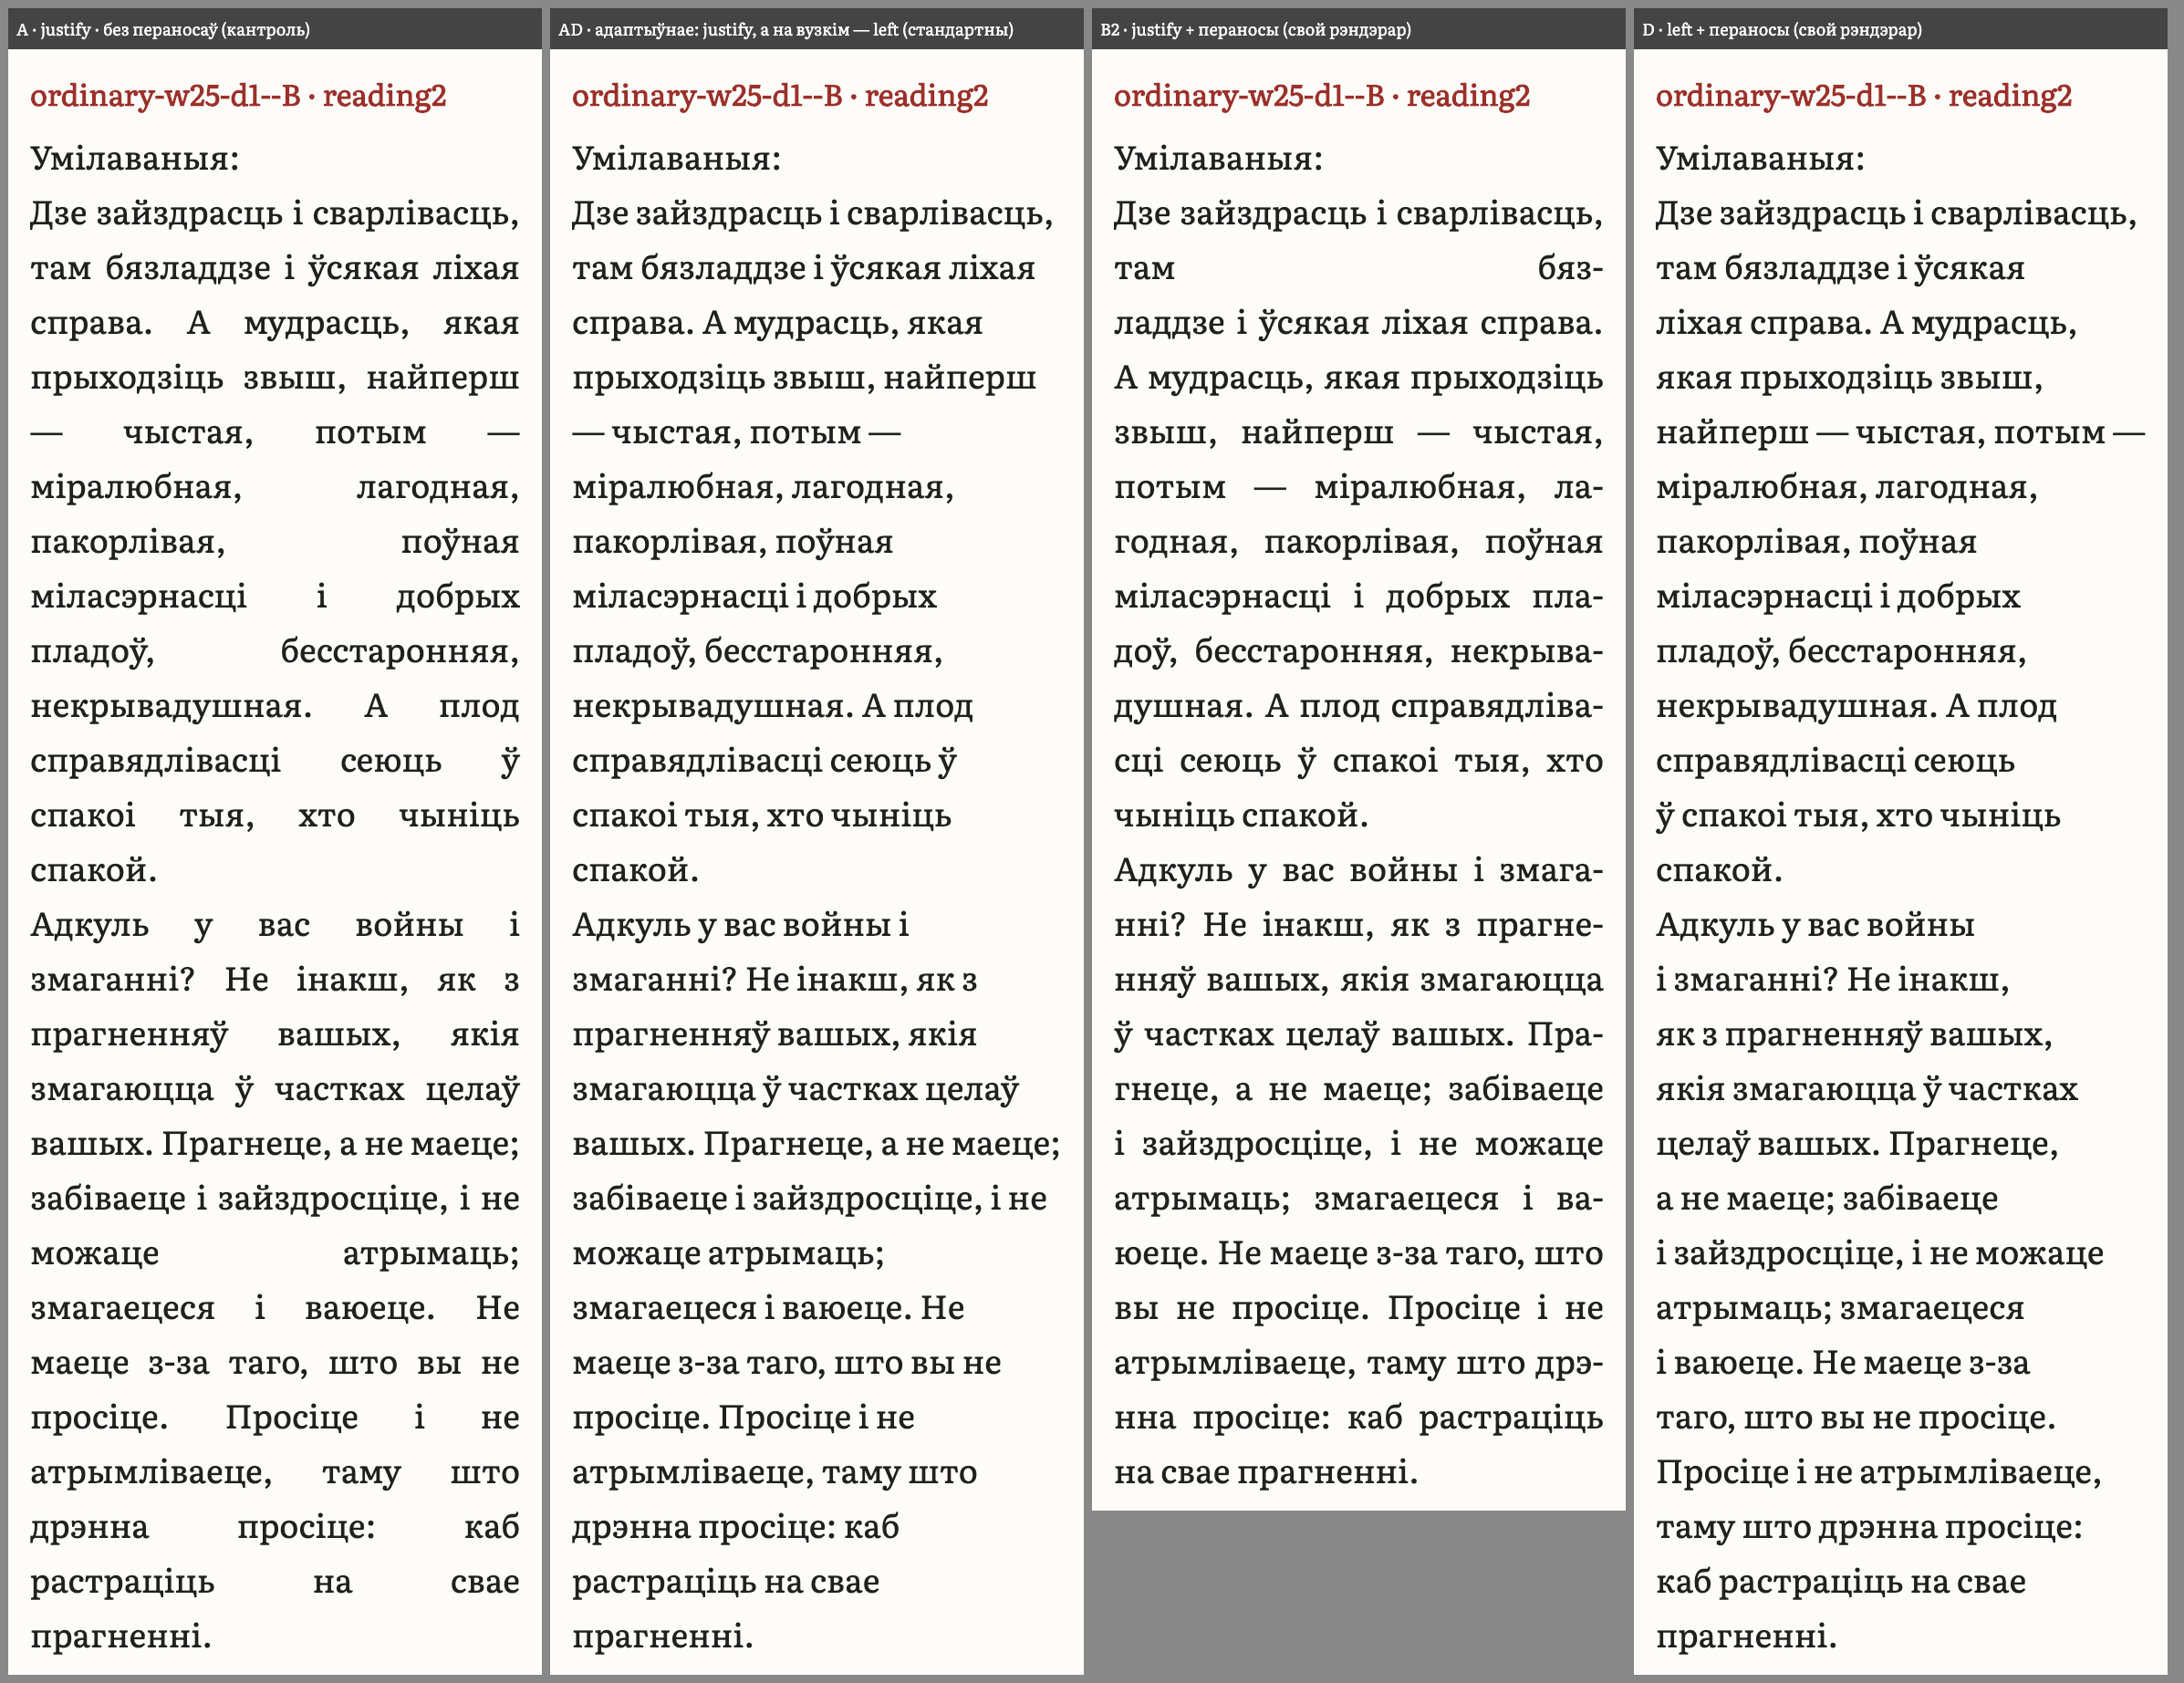 A · justify · без пераносаў (кантроль)
ordinary-w25-d1--B · reading2
Умілаваныя:
Дзе зайздрасць і сварлівасць,
там бязладдзе і ўсякая ліхая
справа. А мудрасць, якая
прыходзіць звыш, найперш
— чыстая, потым —
міралюбная, лагодная,
пакорлівая, поўная
міласэрнасці і добрых
пладоў, бесстаронняя,
некрывадушная. А плод
справядлівасці сеюць ў
спакоі тыя, хто чыніць
спакой.
Адкуль у вас войны і
змаганні? Не інакш, як з
прагненняў вашых, якія
змагаюцца ў частках целаў
вашых. Прагнеце, а не маеце;
забіваеце і зайздросціце, і не
можаце атрымаць;
змагаецеся і ваюеце. Не
маеце з-за таго, што вы не
просіце. Просіце і не
атрымліваеце, таму што
дрэнна просіце: каб
растраціць на свае
прагненні.
AD · адаптыўнае: justify, а на вузкім — left (стандартны)
ordinary-w25-d1--B · reading2
Умілаваныя:
Дзе зайздрасць і сварлівасць,
там бязладдзе і ўсякая ліхая
справа. А мудрасць, якая
прыходзіць звыш, найперш
— чыстая, потым —
міралюбная, лагодная,
пакорлівая, поўная
міласэрнасці і добрых
пладоў, бесстаронняя,
некрывадушная. А плод
справядлівасці сеюць ў
спакоі тыя, хто чыніць
спакой.
Адкуль у вас войны і
змаганні? Не інакш, як з
прагненняў вашых, якія
змагаюцца ў частках целаў
вашых. Прагнеце, а не маеце;
забіваеце і зайздросціце, і не
можаце атрымаць;
змагаецеся і ваюеце. Не
маеце з-за таго, што вы не
просіце. Просіце і не
атрымліваеце, таму што
дрэнна просіце: каб
растраціць на свае
прагненні.
B2 · justify + пераносы (свой рэндэрар)
ordinary-w25-d1--B · reading2
Умілаваныя:
Дзе зайздрасць і сварлівасць,
там бяз-
ладдзе і ўсякая ліхая справа.
А мудрасць, якая прыходзіць
звыш, найперш — чыстая,
потым — міралюбная, ла-
годная, пакорлівая, поўная
міласэрнасці і добрых пла-
доў, бесстаронняя, некрыва-
душная. А плод справядліва-
сці сеюць ў спакоі тыя, хто
чыніць спакой.
Адкуль у вас войны і змага-
нні? Не інакш, як з прагне-
нняў вашых, якія змагаюцца
ў частках целаў вашых. Пра-
гнеце, а не маеце; забіваеце
і зайздросціце, і не можаце
атрымаць; змагаецеся і ва-
юеце. Не маеце з-за таго, што
вы не просіце. Просіце і не
атрымліваеце, таму што дрэ-
нна просіце: каб растраціць
на свае прагненні.
D · left + пераносы (свой рэндэрар)
ordinary-w25-d1--B · reading2
Умілаваныя:
Дзе зайздрасць і сварлівасць,
там бязладдзе і ўсякая
ліхая справа. А мудрасць,
якая прыходзіць звыш,
найперш — чыстая, потым —
міралюбная, лагодная,
пакорлівая, поўная
міласэрнасці і добрых
пладоў, бесстаронняя,
некрывадушная. А плод
справядлівасці сеюць
ў спакоі тыя, хто чыніць
спакой.
Адкуль у вас войны
і змаганні? Не інакш,
як з прагненняў вашых,
якія змагаюцца ў частках
целаў вашых. Прагнеце,
а не маеце; забіваеце
і зайздросціце, і не можаце
атрымаць; змагаецеся
і ваюеце. Не маеце з-за
таго, што вы не просіце.
Просіце і не атрымліваеце,
таму што дрэнна просіце:
каб растраціць на свае
прагненні.